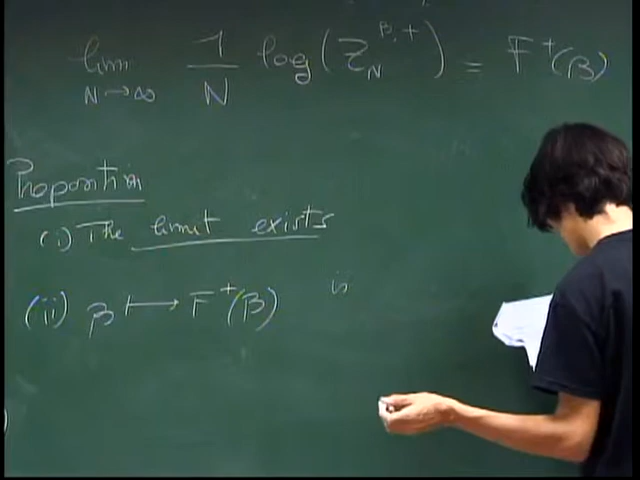 lim N→∞ 1/N log(Z_N^{β,+}) = F^+(β)
Proposition
(i) The limit exists
(ii) β ⟼ F^+(β) is